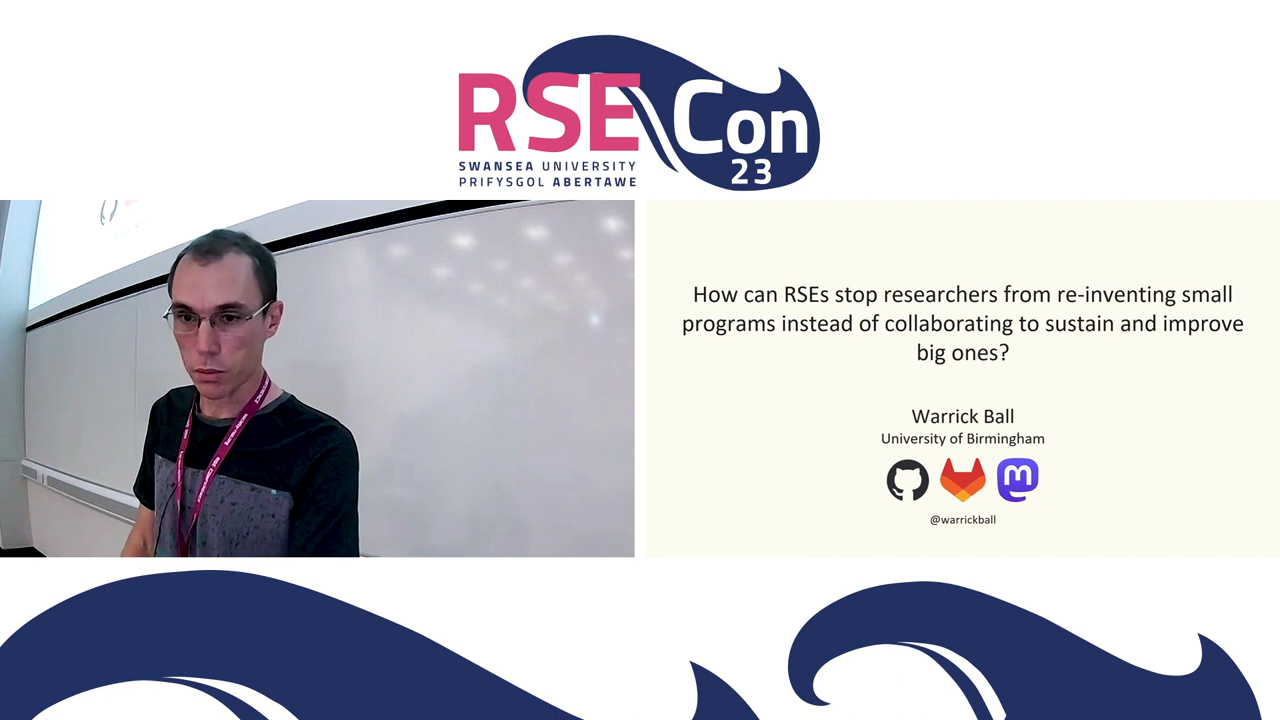 RSE Con
23
SWANSEA UNIVERSITY
PRIFYSGOL ABERTAWE
How can RSEs stop researchers from re-inventing small
programs instead of collaborating to sustain and improve
big ones?
Warrick Ball
University of Birmingham
@warrickball